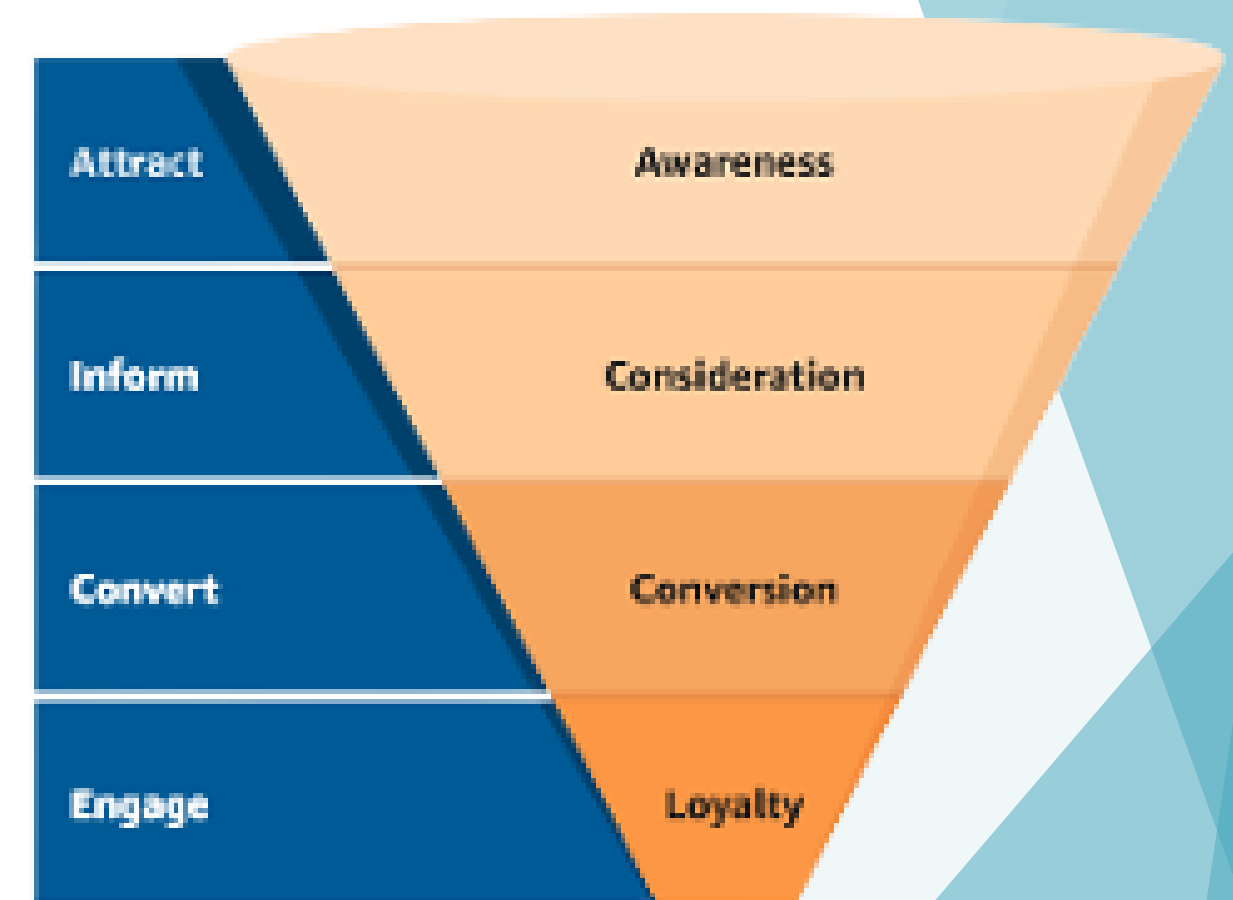 Attract
Awareness
Inform
Consideration
Convert
Conversion
Engage
Loyalty